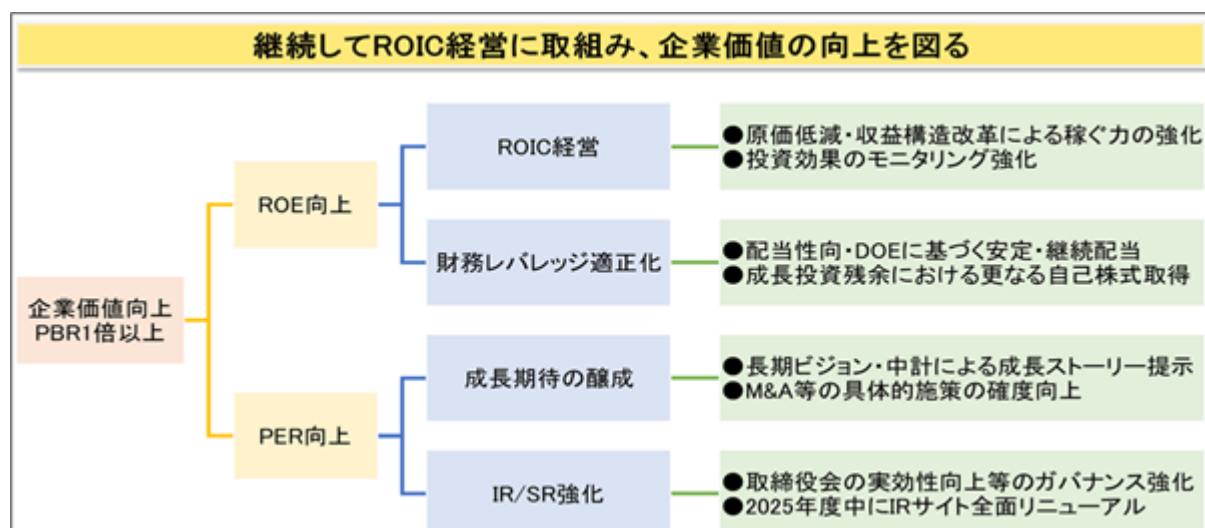 継続してROIC経営に取組み、企業価値の向上を図る
企業価値向上
PBR1倍以上
ROE向上
ROIC経営
●原価低減・収益構造改革による稼ぐ力の強化
●投資効果のモニタリング強化
財務レバレッジ適正化
●配当性向・DOEに基づく安定・継続配当
●成長投資残余における更なる自己株式取得
PER向上
成長期待の醸成
●長期ビジョン・中計による成長ストーリー提示
●M&A等の具体的施策の確度向上
IR/SR強化
●取締役会の実効性向上等のガバナンス強化
●2025年度中にIRサイト全面リニューアル